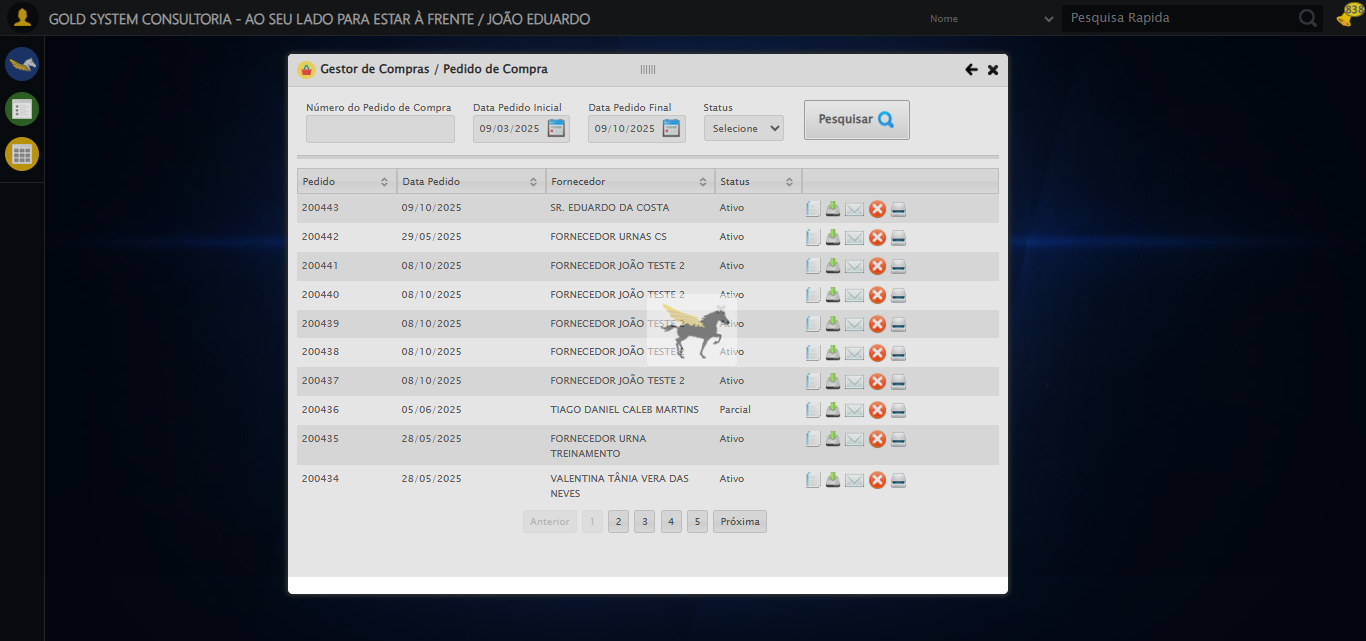 GOLD SYSTEM CONSULTORIA - AO SEU LADO PARA ESTAR À FRENTE / JOÃO EDUARDO
Nome
Pesquisa Rapida
838
Gestor de Compras / Pedido de Compra
Número do Pedido de Compra Data Pedido Inicial Data Pedido Final Status
09/03/2025 09/10/2025 Selecione Pesquisar
Pedido Data Pedido Fornecedor Status
200443 09/10/2025 SR. EDUARDO DA COSTA Ativo
200442 29/05/2025 FORNECEDOR URNAS CS Ativo
200441 08/10/2025 FORNECEDOR JOÃO TESTE 2 Ativo
200440 08/10/2025 FORNECEDOR JOÃO TESTE 2 Ativo
200439 08/10/2025 FORNECEDOR JOÃO TESTE 2 Ativo
200438 08/10/2025 FORNECEDOR JOÃO TESTE 2 Ativo
200437 08/10/2025 FORNECEDOR JOÃO TESTE 2 Ativo
200436 05/06/2025 TIAGO DANIEL CALEB MARTINS Parcial
200435 28/05/2025 FORNECEDOR URNA Ativo
TREINAMENTO
200434 28/05/2025 VALENTINA TÂNIA VERA DAS Ativo
NEVES
Anterior 1 2 3 4 5 Próxima